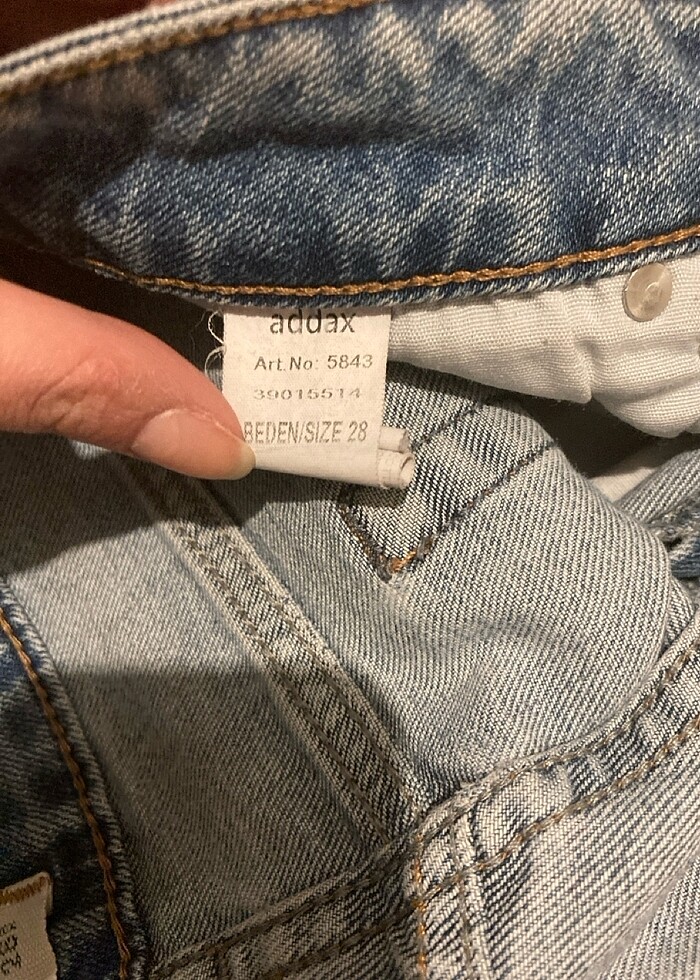 addax
Art.No: 5843
39015514
BEDEN/SIZE 28